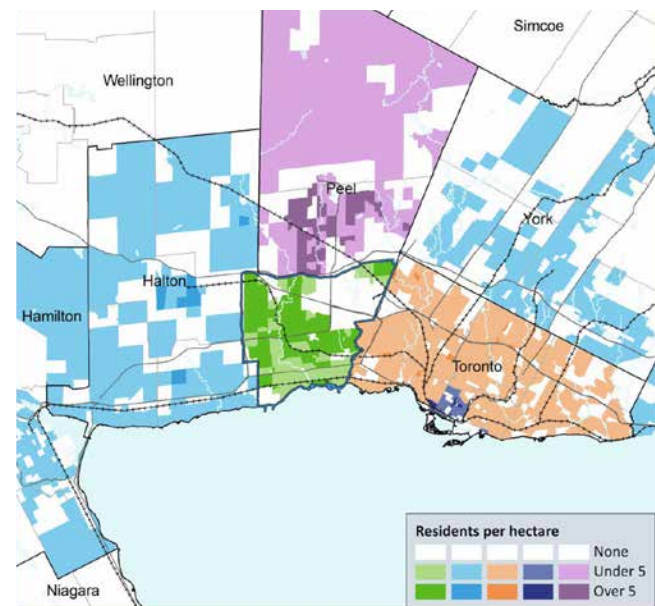 Simcoe
Wellington
Peel
York
Halton
Hamilton
Toronto
Niagara
Residents per hectare
None
Under 5
Over 5